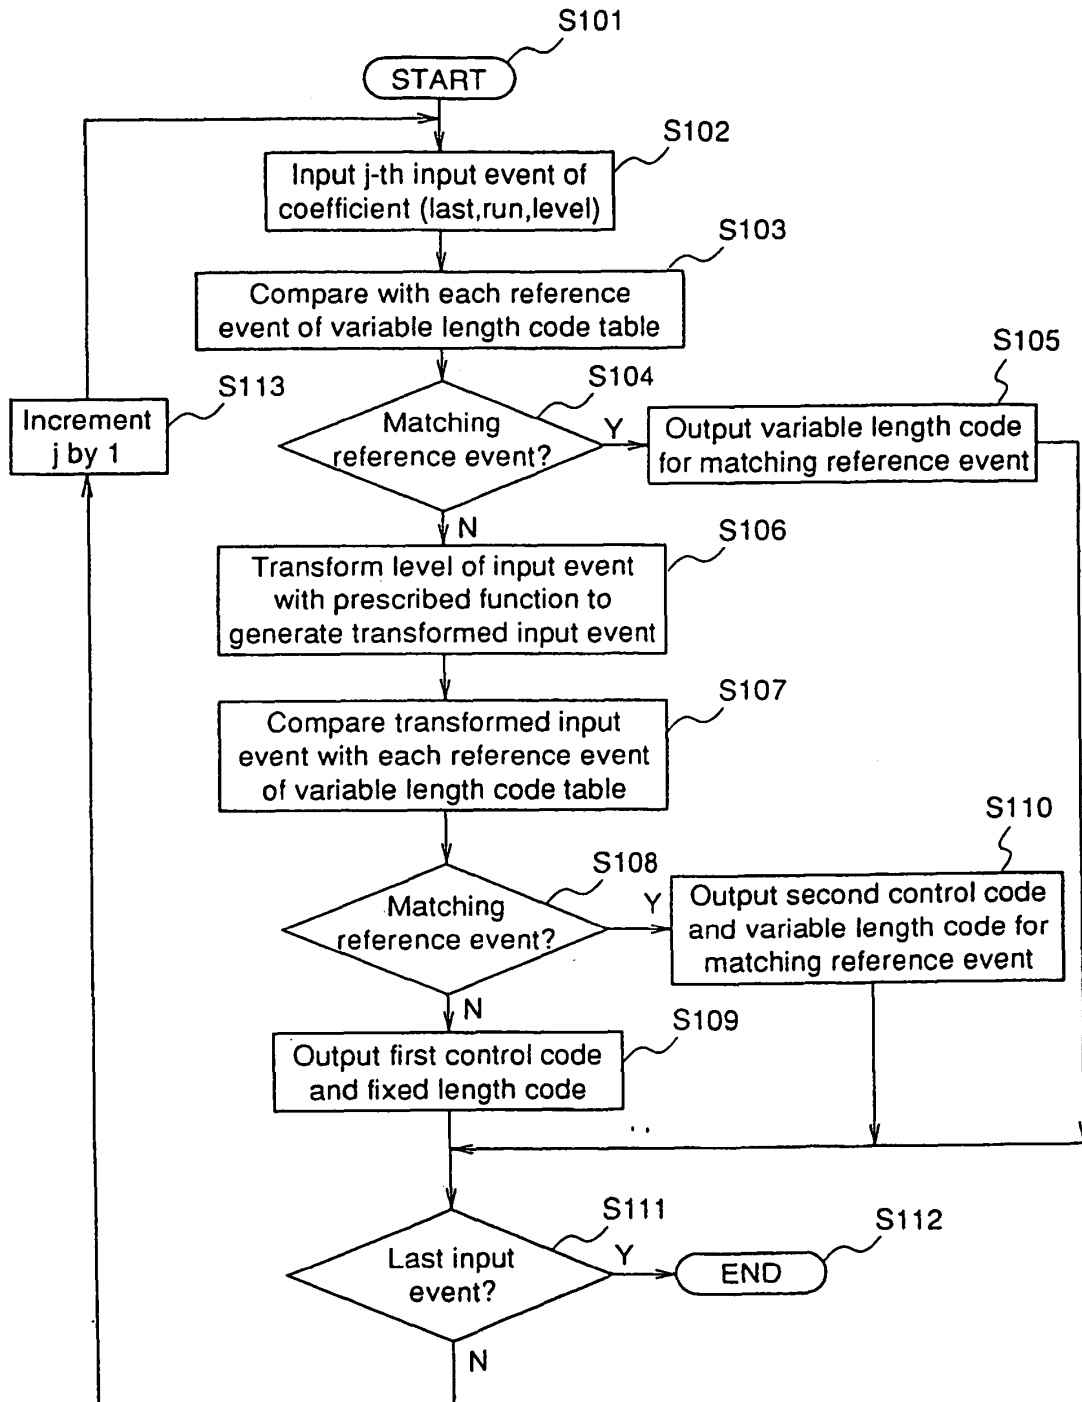 S101
START
S102
Input j-th input event of
coefficient (last,run,level)
S103
Compare with each reference
event of variable length code table
S104
Matching
reference event?
Y
S105
Output variable length code
for matching reference event
S113
Increment
j by 1
N
S106
Transform level of input event
with prescribed function to
generate transformed input event
S107
Compare transformed input
event with each reference event
of variable length code table
S108
Matching
reference event?
Y
S110
Output second control code
and variable length code for
matching reference event
N
S109
Output first control code
and fixed length code
S111
Last input
event?
Y
S112
END
N